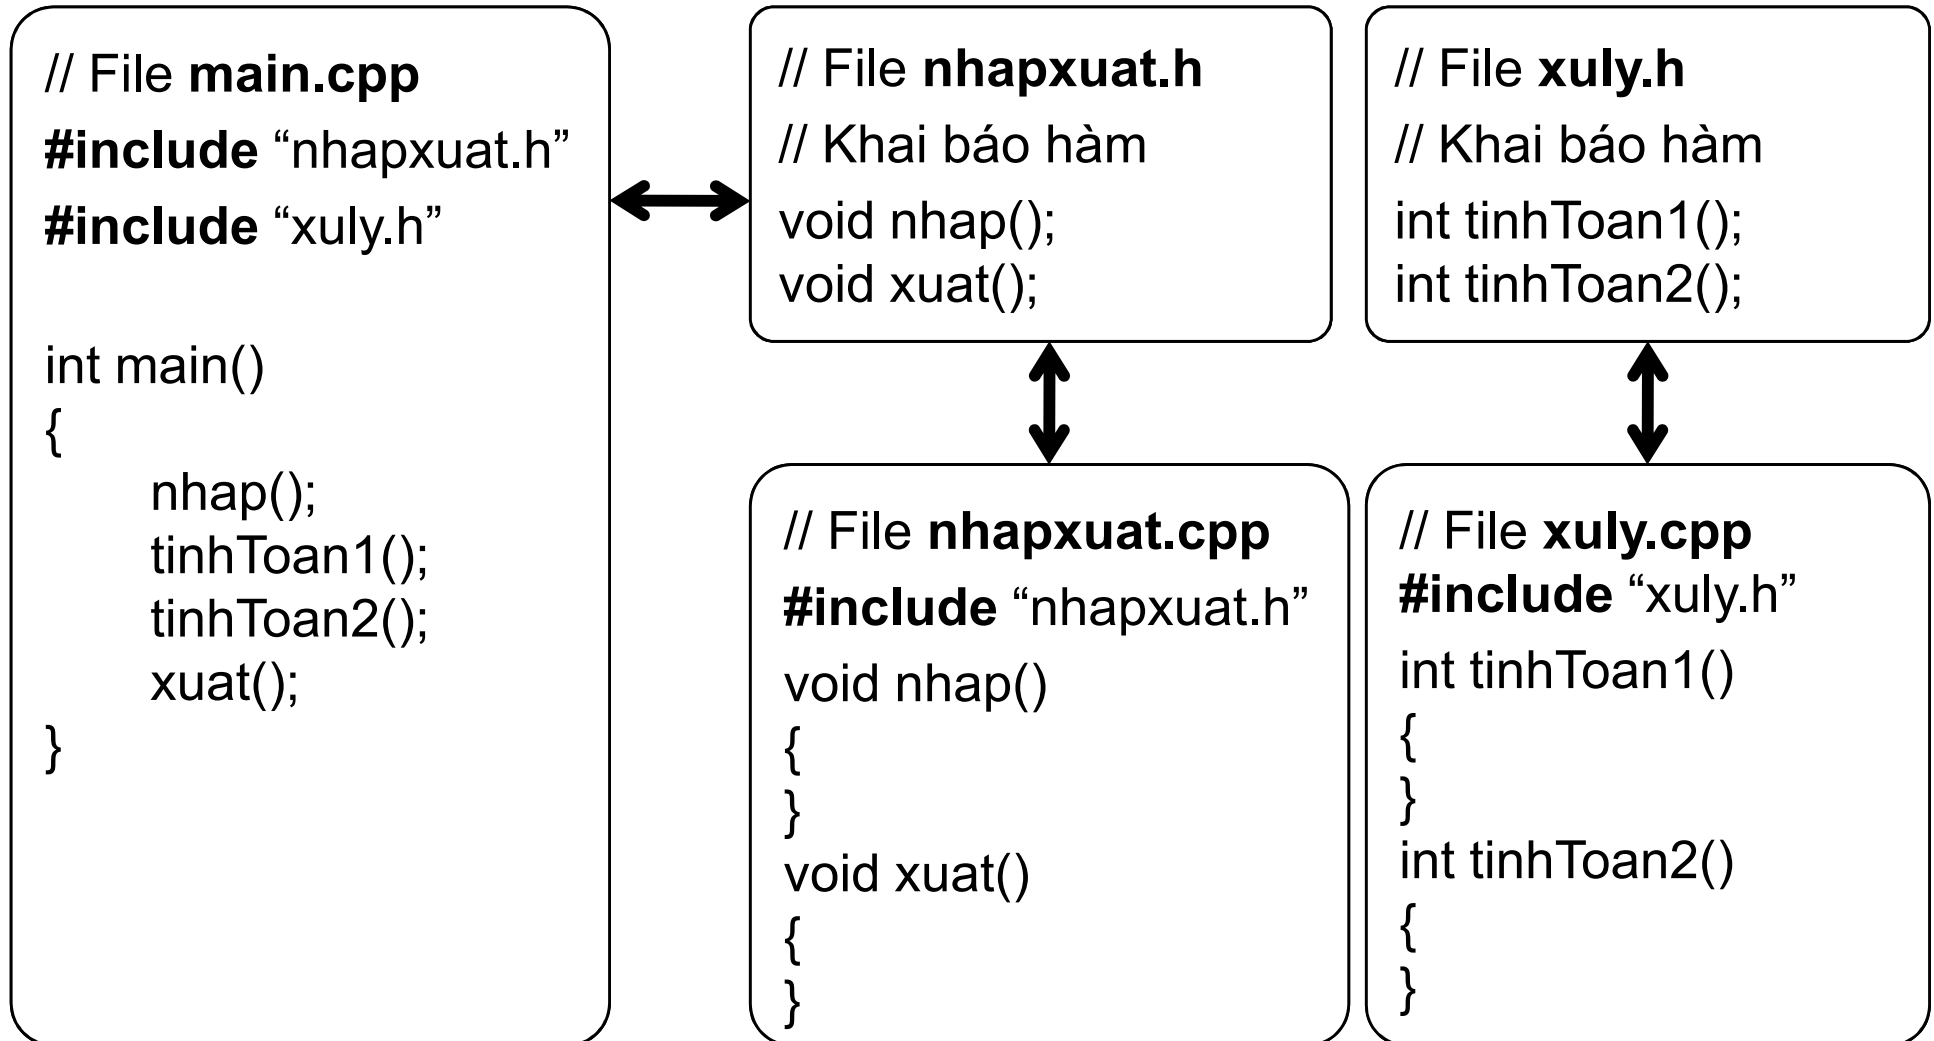 // File main.cpp
#include “nhapxuat.h”
#include “xuly.h”
int main()
{
nhap();
tinhToan1();
tinhToan2();
xuat();
}
// File nhapxuat.h
// Khai báo hàm
void nhap();
void xuat();
// File xuly.h
// Khai báo hàm
int tinhToan1();
int tinhToan2();
// File nhapxuat.cpp
#include “nhapxuat.h”
void nhap()
{
}
void xuat()
{
}
// File xuly.cpp
#include “xuly.h”
int tinhToan1()
{
}
int tinhToan2()
{
}